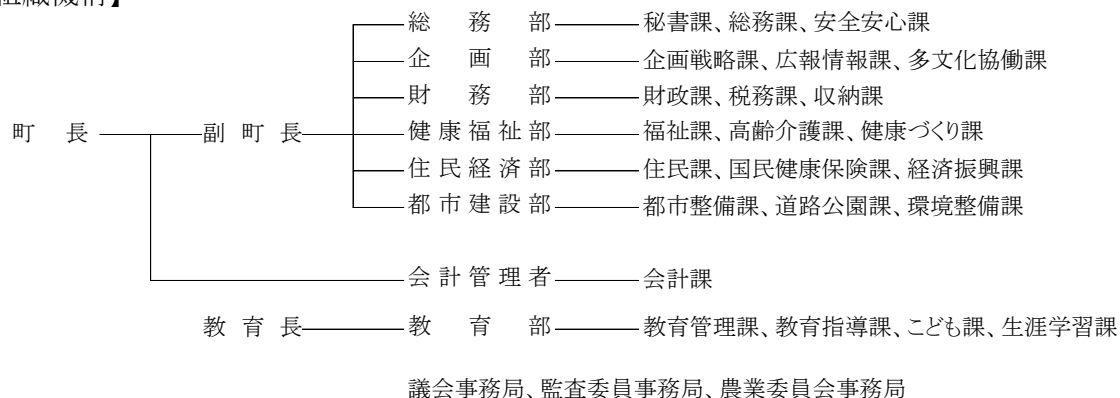 総務部 秘書課、総務課、安全安心課
企画部 企画戦略課、広報情報課、多文化協働課
財務部 財政課、税務課、収納課
町長 副町長 健康福祉部 福祉課、高齢介護課、健康づくり課
住民経済部 住民課、国民健康保険課、経済振興課
都市建設部 都市整備課、道路公園課、環境整備課
会計管理者 会計課
教育長 教育部 教育管理課、教育指導課、こども課、生涯学習課
議会事務局、監査委員事務局、農業委員会事務局